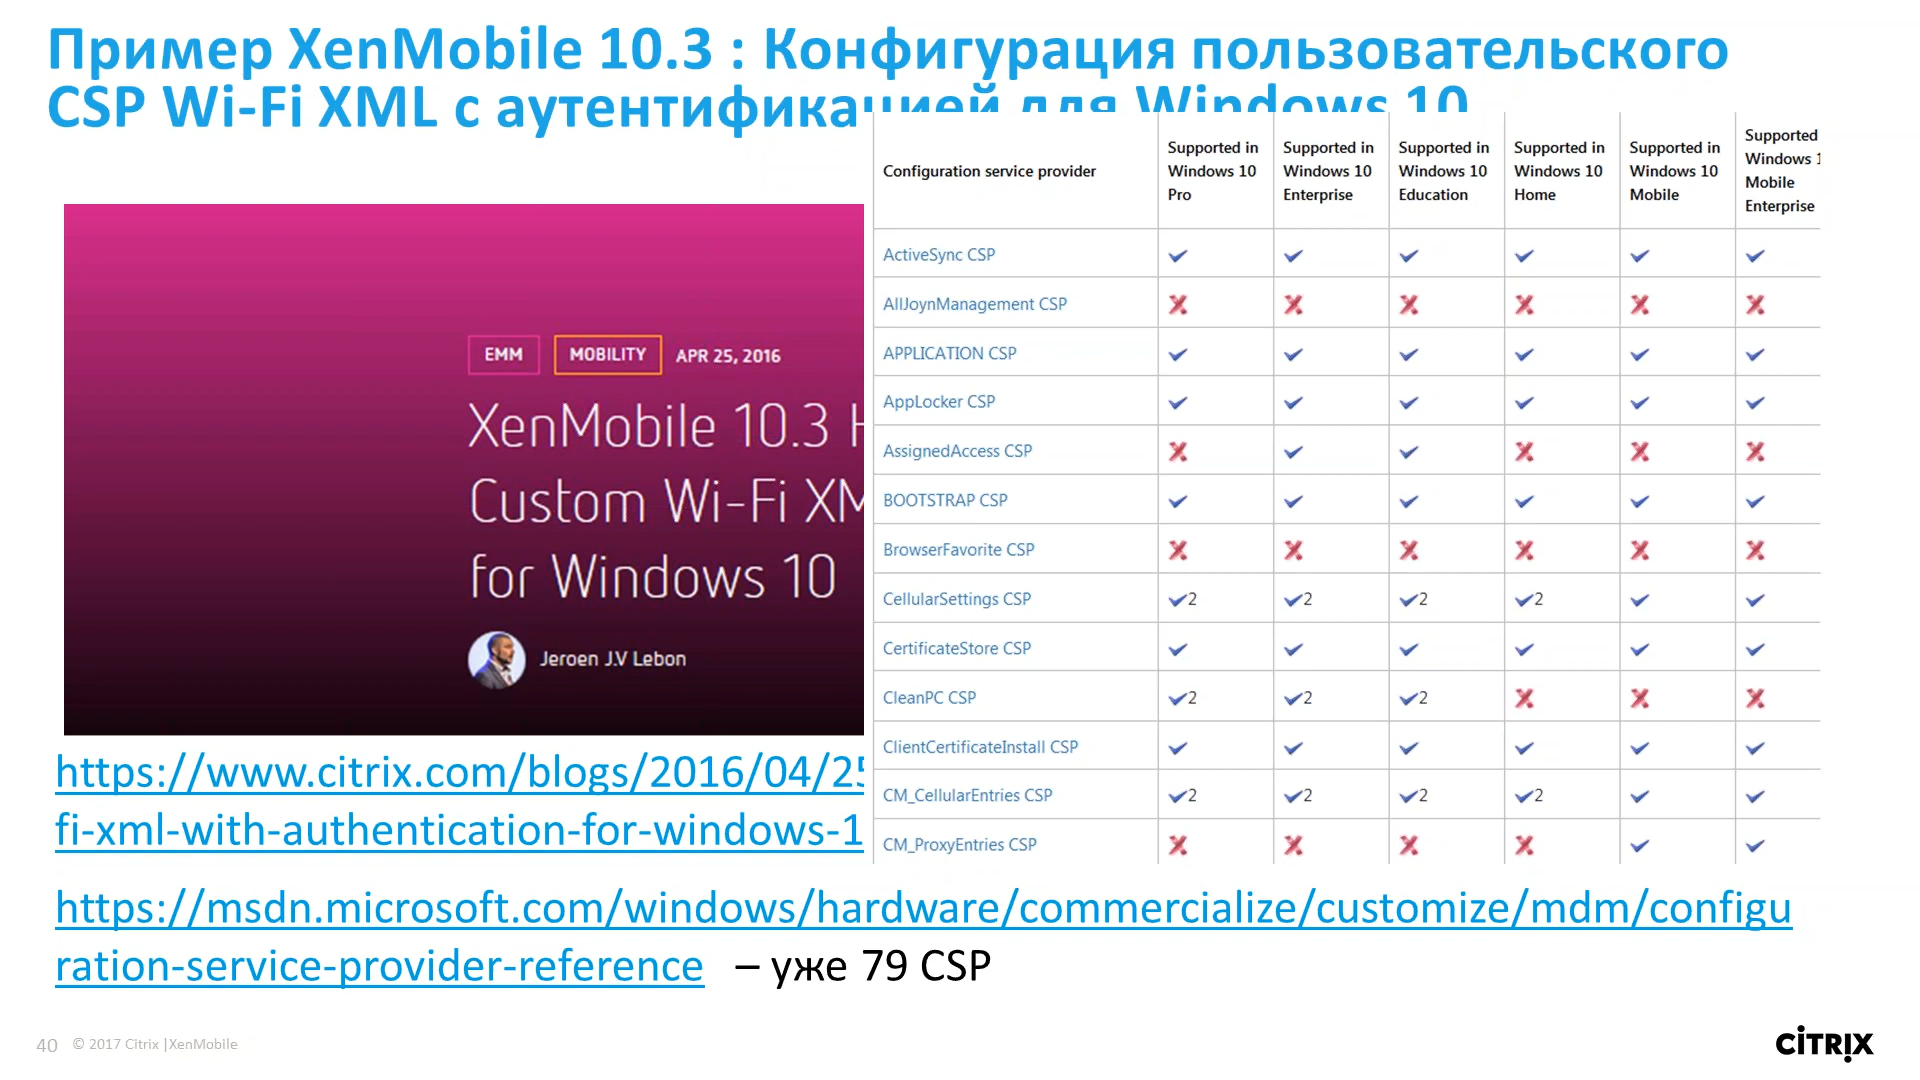 Пример XenMobile 10.3 : Конфигурация пользовательского
CSP Wi-Fi XML с аутентификацией для Windows 10
EMM MOBILITY APR 25, 2016
XenMobile 10.3
Custom Wi-Fi XM
for Windows 10
Jeroen J.V Lebon
Configuration service provider
Supported in Windows 10 Pro
Supported in Windows 10 Enterprise
Supported in Windows 10 Education
Supported in Windows 10 Home
Supported in Windows 10 Mobile
Supported Windows 1 Mobile Enterprise
ActiveSync CSP
AllJoynManagement CSP
APPLICATION CSP
AppLocker CSP
AssignedAccess CSP
BOOTSTRAP CSP
BrowserFavorite CSP
CellularSettings CSP 2 2 2 2
CertificateStore CSP
CleanPC CSP 2 2 2
ClientCertificateInstall CSP
CM_CellularEntries CSP 2 2 2 2
CM_ProxyEntries CSP
https://www.citrix.com/blogs/2016/04/25
fi-xml-with-authentication-for-windows-1
https://msdn.microsoft.com/windows/hardware/commercialize/customize/mdm/configu
ration-service-provider-reference – уже 79 CSP
40 © 2017 Citrix |XenMobile
CITRIX